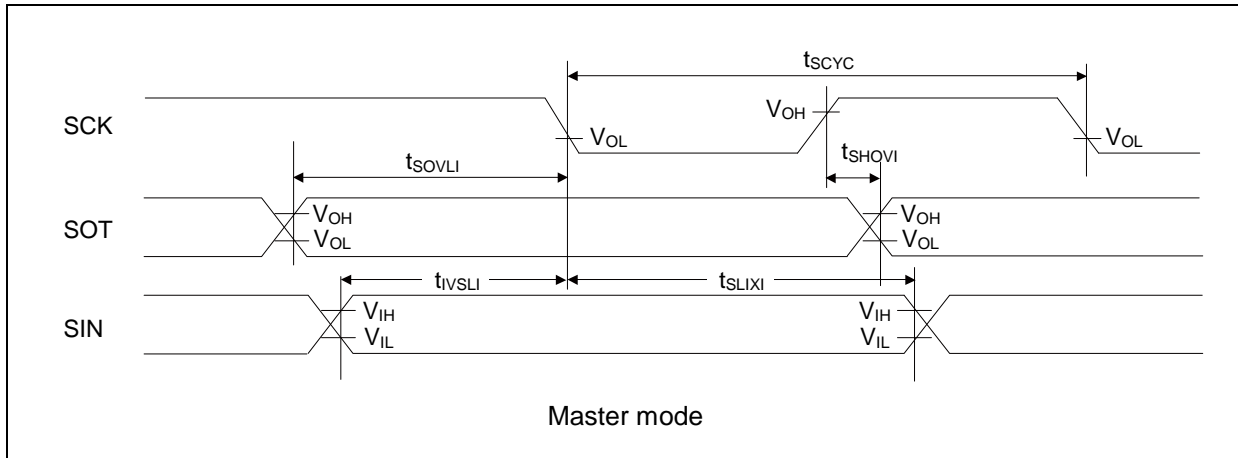 tSCYC
SCK
VOH
VOL
VOL
tSHOVI
tSOVLI
SOT
VOH
VOL
VOH
VOL
tIVSLI
tSLIXI
SIN
VIH
VIL
VIH
VIL
Master mode